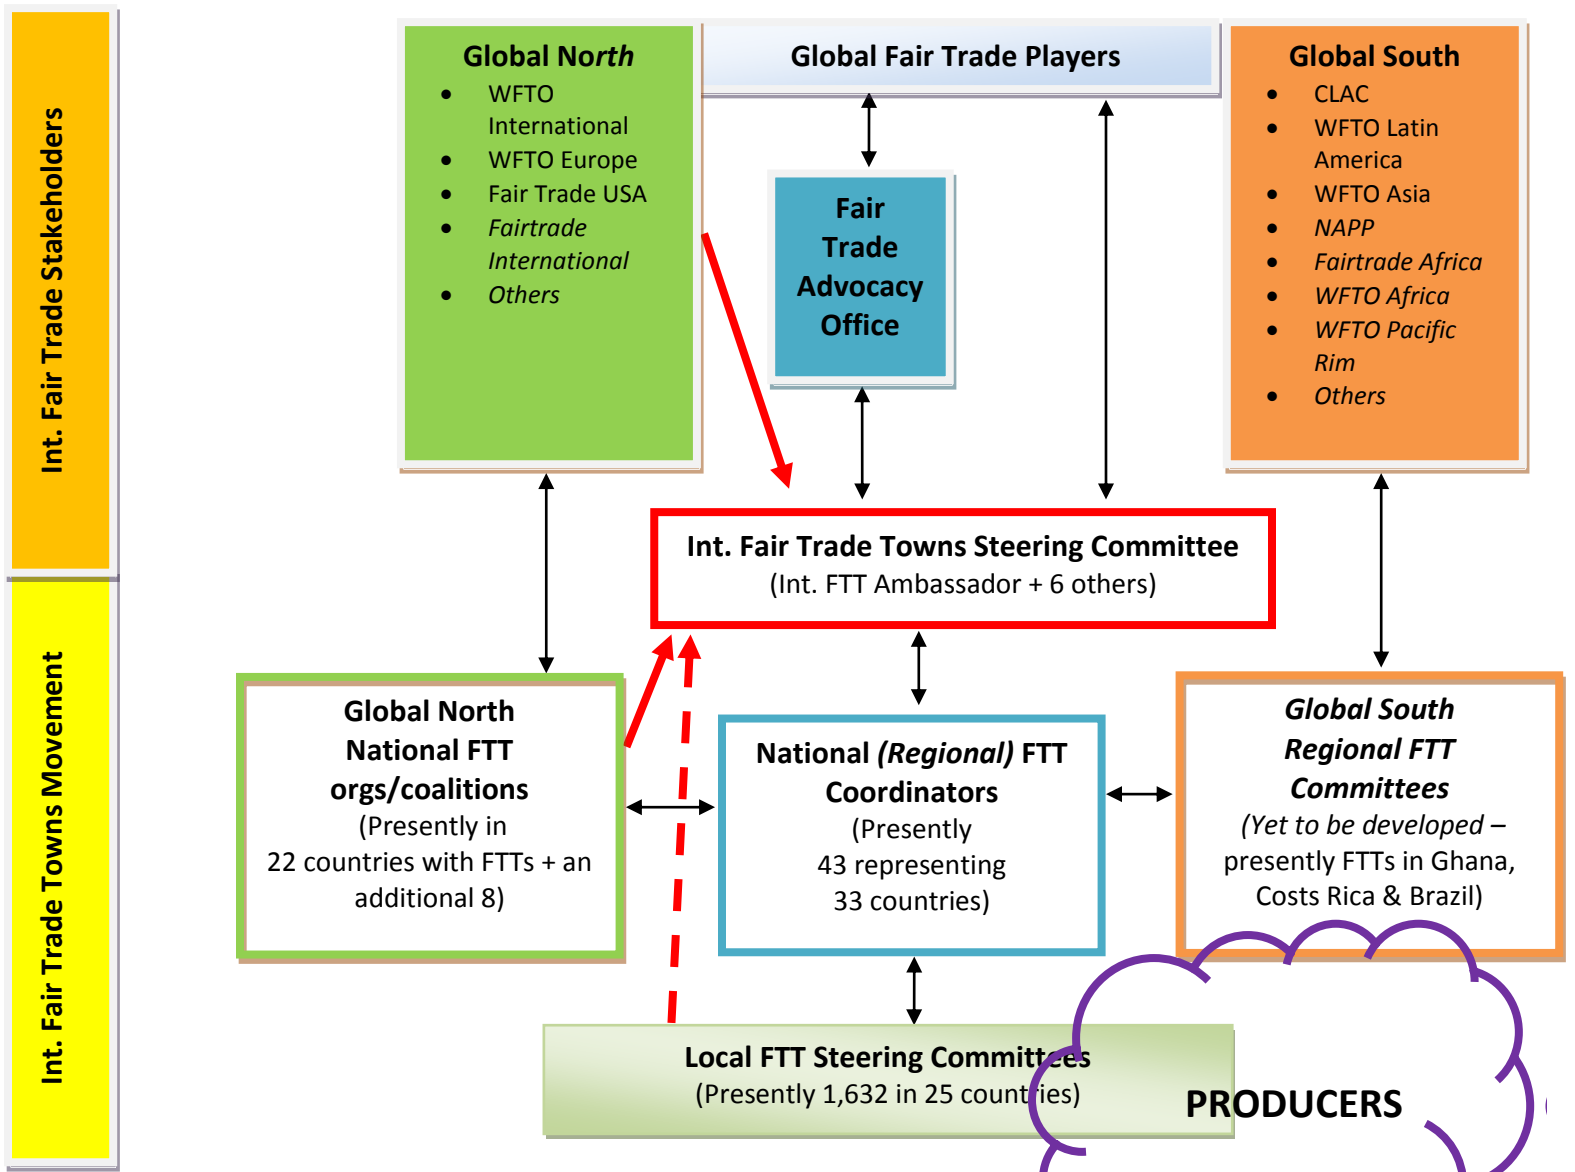 Int. Fair Trade Stakeholders
Int. Fair Trade Towns Movement
Global North
• WFTO
International
• WFTO Europe
• Fair Trade USA
• Fairtrade
International
• Others
Global Fair Trade Players
Global South
• CLAC
• WFTO Latin
America
• WFTO Asia
• NAPP
• Fairtrade Africa
• WFTO Africa
• WFTO Pacific
Rim
• Others
Fair
Trade
Advocacy
Office
Int. Fair Trade Towns Steering Committee
(Int. FTT Ambassador + 6 others)
Global North
National FTT
orgs/coalitions
(Presently in
22 countries with FTTs + an
additional 8)
National (Regional) FTT
Coordinators
(Presently
43 representing
33 countries)
Global South
Regional FTT
Committees
(Yet to be developed –
presently FTTs in Ghana,
Costs Rica & Brazil)
Local FTT Steering Committees
(Presently 1,632 in 25 countries)
PRODUCERS